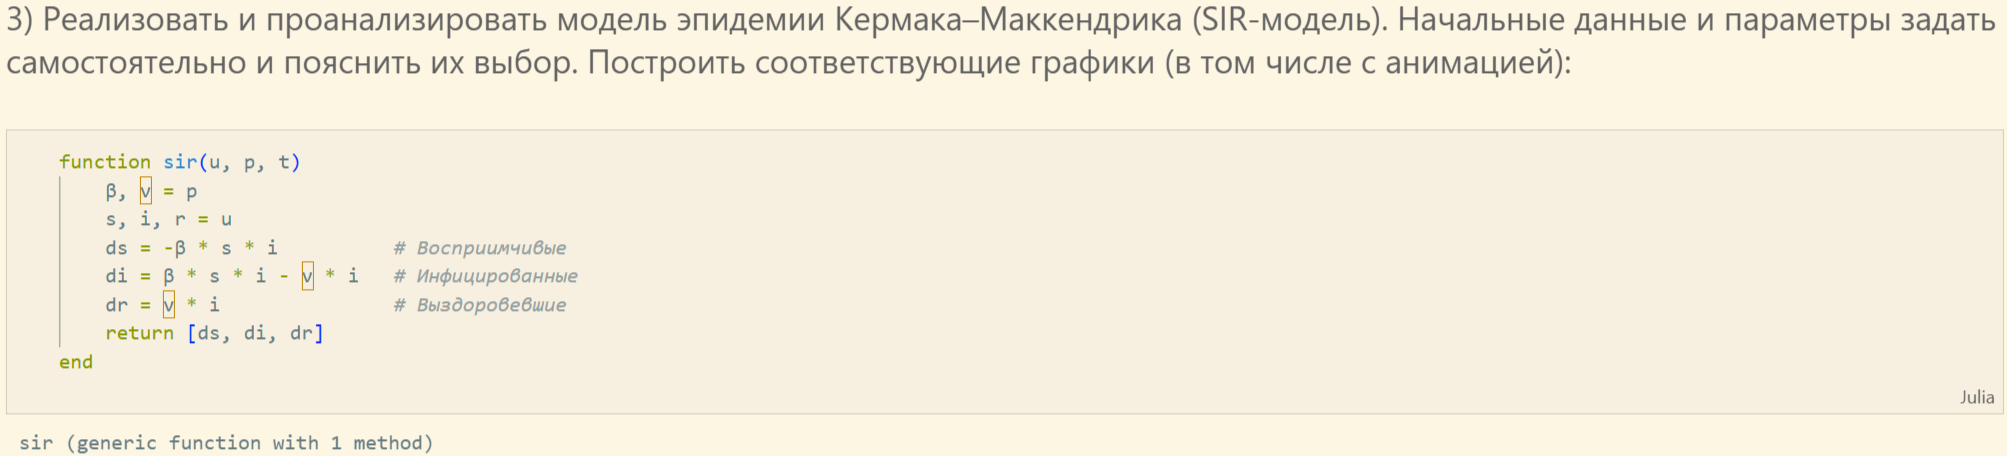 3) Реализовать и проанализировать модель эпидемии Кермака–Маккендрика (SIR-модель). Начальные данные и параметры задать
самостоятельно и пояснить их выбор. Построить соответствующие графики (в том числе с анимацией):
function sir(u, p, t)
    β, ν = p
    s, i, r = u
    ds = -β * s * i          # Восприимчивые
    di = β * s * i - ν * i   # Инфицированные
    dr = ν * i               # Выздоровевшие
    return [ds, di, dr]
end
Julia
sir (generic function with 1 method)